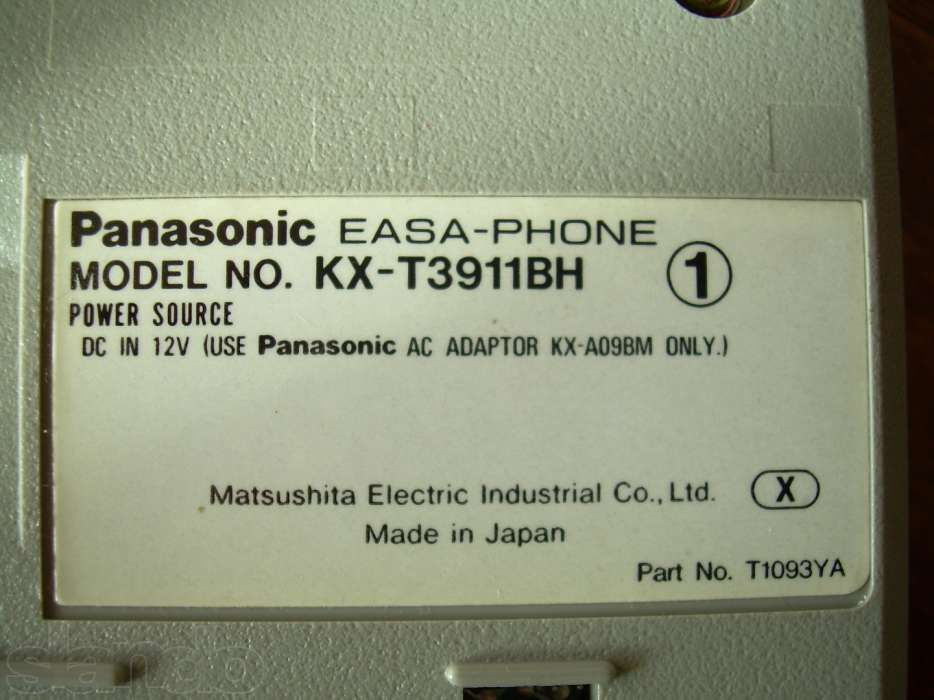 Panasonic EASA-PHONE
MODEL NO. KX-T3911BH 1
POWER SOURCE
DC IN 12V (USE Panasonic AC ADAPTOR KX-A09BM ONLY.)
Matsushita Electric Industrial Co., Ltd. X
Made in Japan
Part No. T1093YA